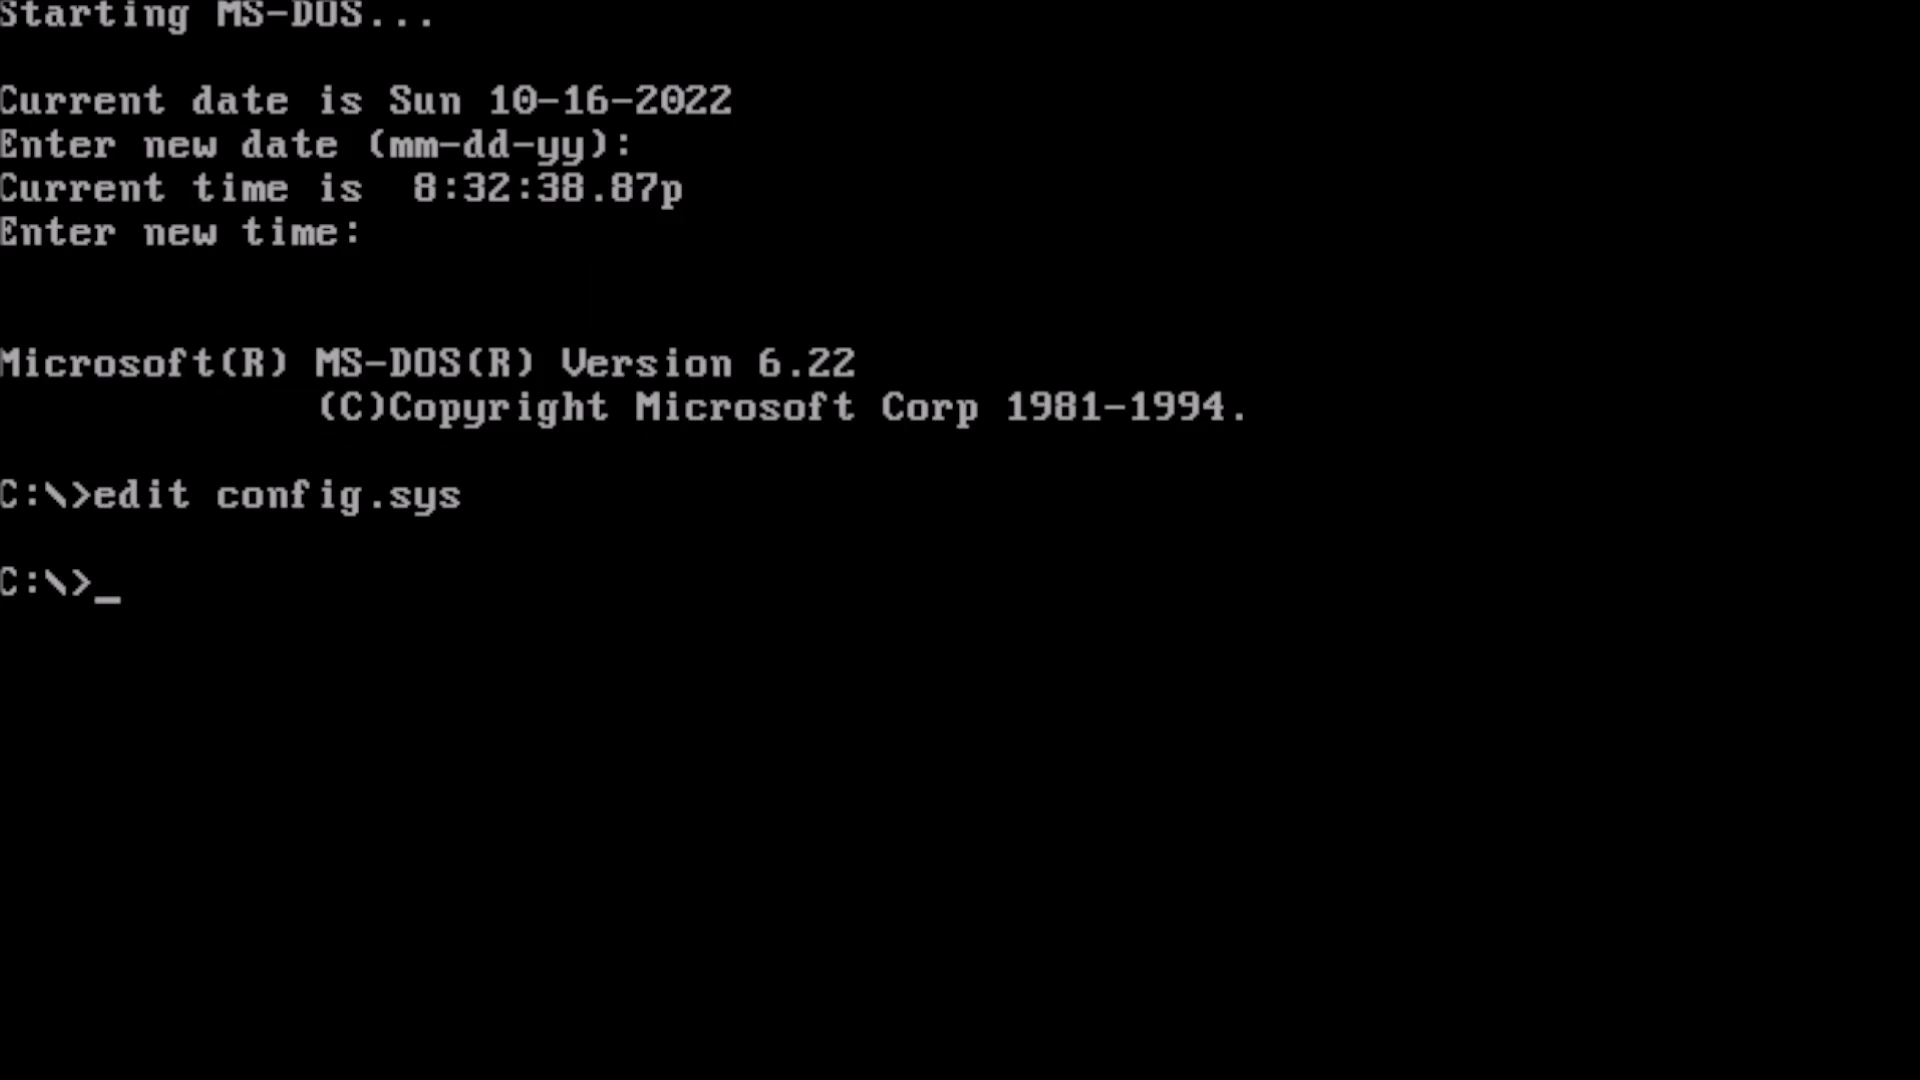 Starting MS-DOS...
Current date is Sun 10-16-2022
Enter new date (mm-dd-yy):
Current time is  8:32:38.87p
Enter new time:
Microsoft(R) MS-DOS(R) Version 6.22
(C)Copyright Microsoft Corp 1981-1994.
C:\>edit config.sys
C:\>_